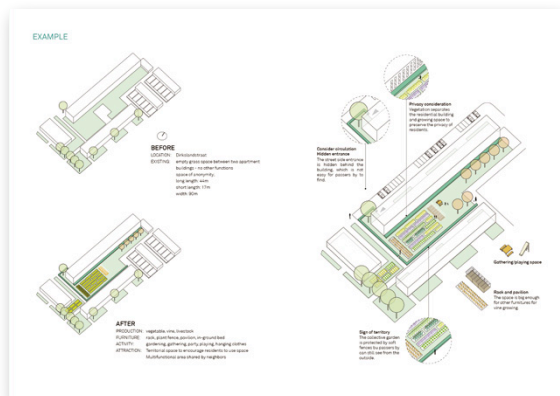 EXAMPLE
BEFORE
LOCATION:
EXISTING: empty grass space between two apartment
buildings - no other functions
space of anonymity
long length: 44m
short length: 17m
width: 90m
AFTER
PRODUCTION: vegetable, vine, livestock
FURNITURE: rack, plant fence, pavilion, in-ground bed
ACTIVITY: gardening, gathering, party, playing, hanging clothes
ATTRACTION: Territorial space to encourage residents to use space
Multifunctional area shared by neighbors
Privacy consideration
Vegetation separates
the residential building
and growing space to
preserve the privacy of
residents.
Consider circulation
Hidden entrance
The street side entrance
is hidden behind the
building, which is not
easy for passers by to
find.
Gathering/playing space
Rack and pavilion
The space is big enough
for other furnitures for
vine growing.
Sign of territory
The collective garden
is protected by soft
fences by passers by
can still see from the
outside.